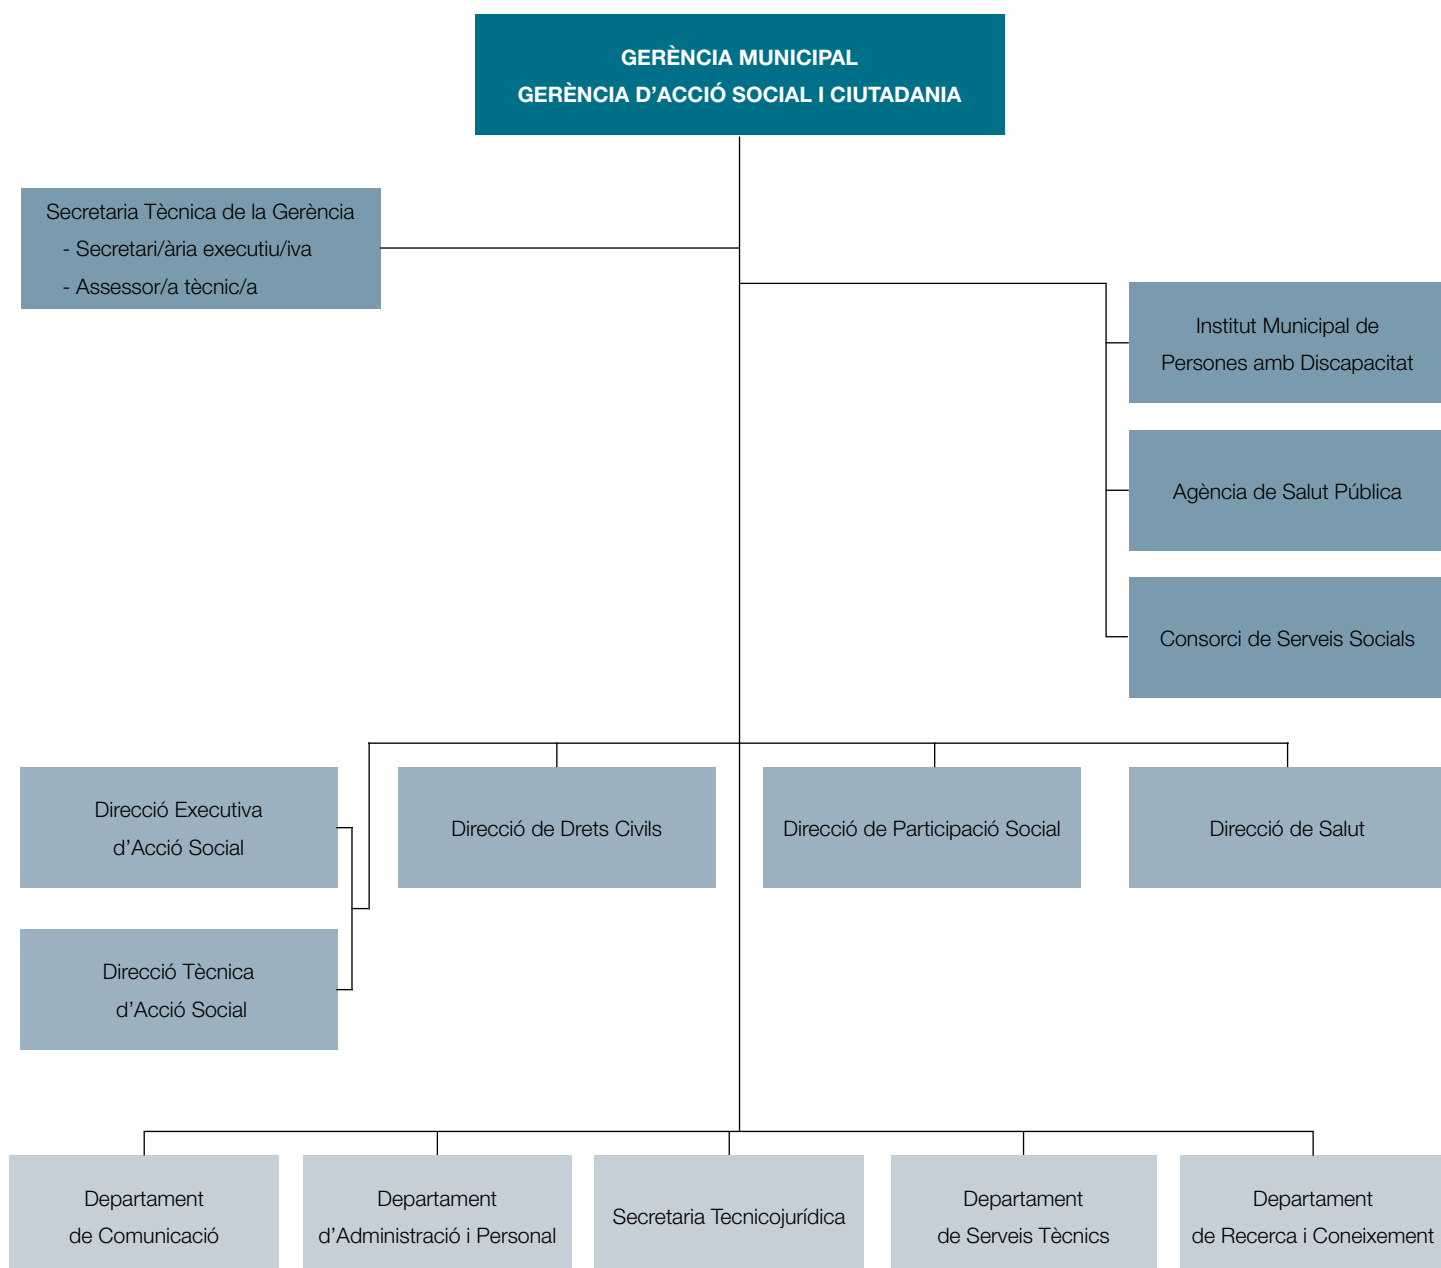 GERÈNCIA MUNICIPAL
GERÈNCIA D’ACCIÓ SOCIAL I CIUTADANIA
Secretaria Tècnica de la Gerència
- Secretari/ària executiu/iva
- Assessor/a tècnic/a
Institut Municipal de
Persones amb Discapacitat
Agència de Salut Pública
Consorci de Serveis Socials
Direcció Executiva
d’Acció Social
Direcció de Drets Civils
Direcció de Participació Social
Direcció de Salut
Direcció Tècnica
d’Acció Social
Departament
de Comunicació
Departament
d’Administració i Personal
Secretaria Tecnicojurídica
Departament
de Serveis Tècnics
Departament
de Recerca i Coneixement